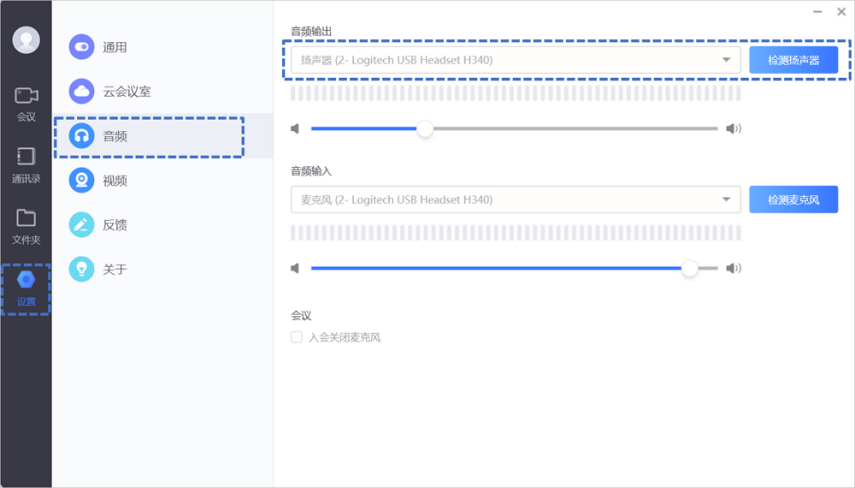 会议
通讯录
文件夹
设置
通用
云会议室
音频
视频
反馈
关于
音频输出
扬声器 (2- Logitech USB Headset H340)
检测扬声器
音频输入
麦克风 (2- Logitech USB Headset H340)
检测麦克风
会议
入会关闭麦克风